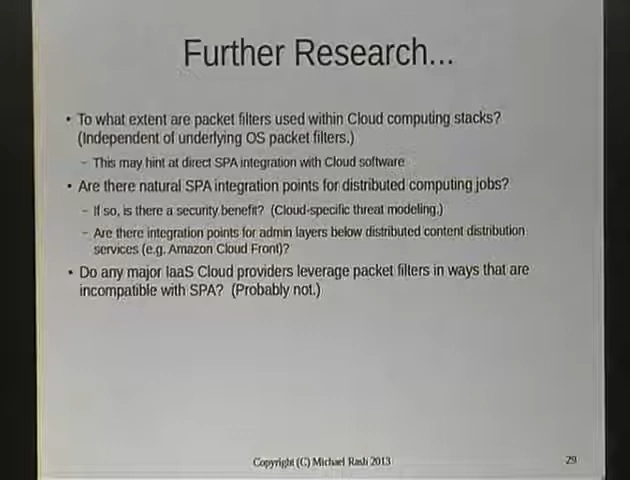 Further Research...
• To what extent are packet filters used within Cloud computing stacks?
(Independent of underlying OS packet filters.)
– This may hint at direct SPA integration with Cloud software
• Are there natural SPA integration points for distributed computing jobs?
– If so, is there a security benefit? (Cloud-specific threat modeling.)
– Are there integration points for admin layers below distributed content distribution
services (e.g. Amazon Cloud Front)?
• Do any major IaaS Cloud providers leverage packet filters in ways that are
incompatible with SPA? (Probably not.)
Copyright (C) Michael Rash 2013
29